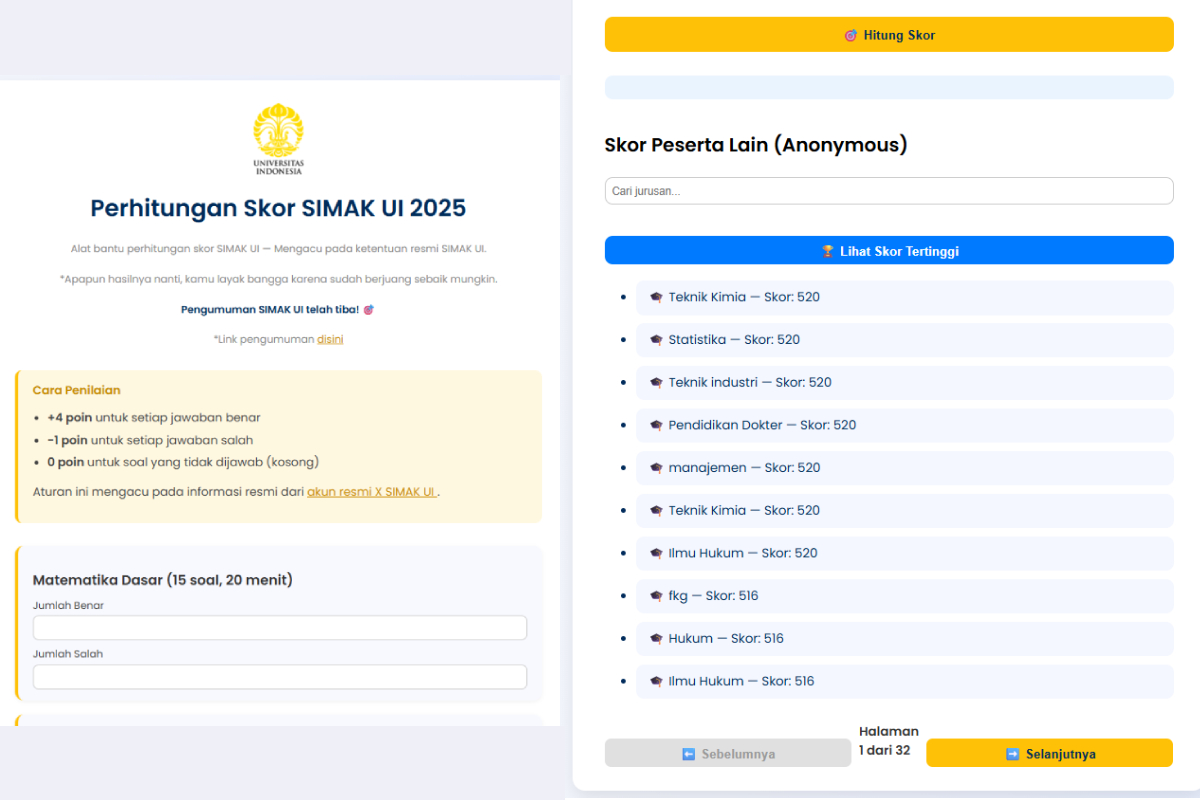 UNIVERSITAS
INDONESIA
Perhitungan Skor SIMAK UI 2025
Alat bantu perhitungan skor SIMAK UI — Mengacu pada ketentuan resmi SIMAK UI.
*Apapun hasilnya nanti, kamu layak bangga karena sudah berjuang sebaik mungkin.
Pengumuman SIMAK UI telah tiba! 🎯
*Link pengumuman disini
Cara Penilaian
• +4 poin untuk setiap jawaban benar
• -1 poin untuk setiap jawaban salah
• 0 poin untuk soal yang tidak dijawab (kosong)
Aturan ini mengacu pada informasi resmi dari akun resmi X SIMAK UI .
Matematika Dasar (15 soal, 20 menit)
Jumlah Benar
Jumlah Salah
🎯 Hitung Skor
Skor Peserta Lain (Anonymous)
Cari jurusan...
🏆 Lihat Skor Tertinggi
• 🎓 Teknik Kimia — Skor: 520
• 🎓 Statistika — Skor: 520
• 🎓 Teknik industri — Skor: 520
• 🎓 Pendidikan Dokter — Skor: 520
• 🎓 manajemen — Skor: 520
• 🎓 Teknik Kimia — Skor: 520
• 🎓 Ilmu Hukum — Skor: 520
• 🎓 fkg — Skor: 516
• 🎓 Hukum — Skor: 516
• 🎓 Ilmu Hukum — Skor: 516
⬅️ Sebelumnya
Halaman
1 dari 32
➡️ Selanjutnya